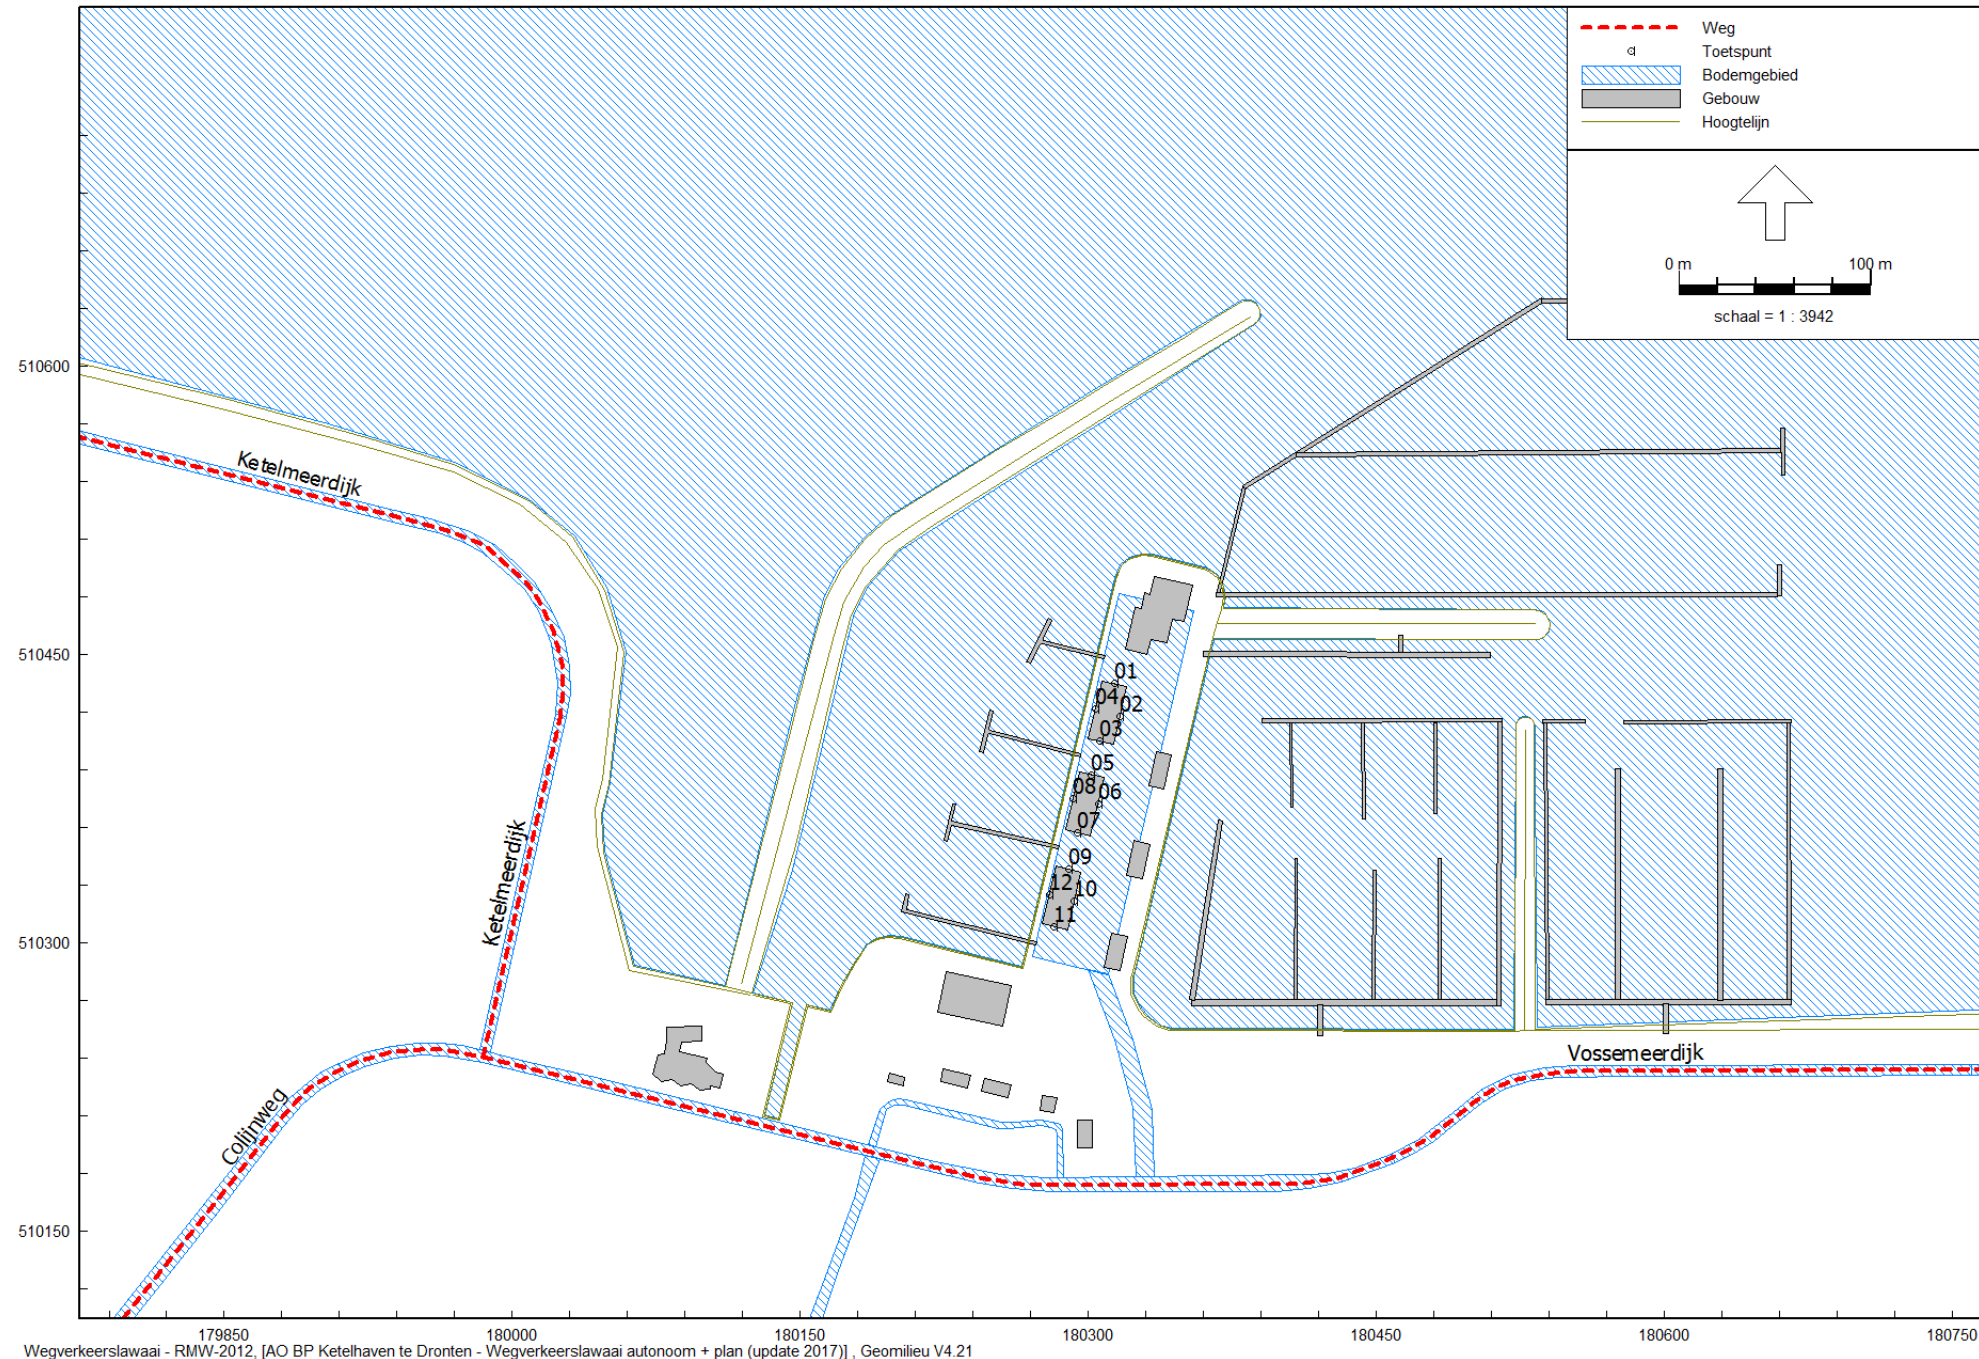 Weg
Toetspunt
Bodemgebied
Gebouw
Hoogtelijn
0 m 100 m
schaal = 1 : 3942
510600
Ketelmeerdijk
510450
01
04 02
03
05
08 06
07
09
12 10
11
Ketelmeerdijk
510300
Vossemeerdijk
Colijnweg
510150
179850 180000 180150 180300 180450 180600 180750
Wegverkeerslawaai - RMW-2012, [AO BP Ketelhaven te Dronten - Wegverkeerslawaai autonoom + plan (update 2017)] , Geomilieu V4.21